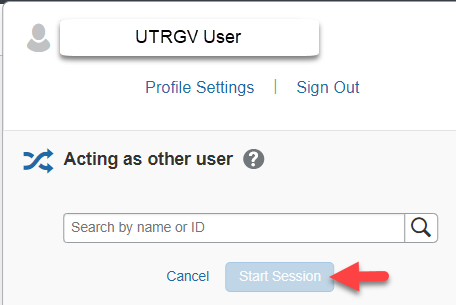 UTRGV User
Profile Settings | Sign Out
Acting as other user ?
Search by name or ID
Cancel Start Session